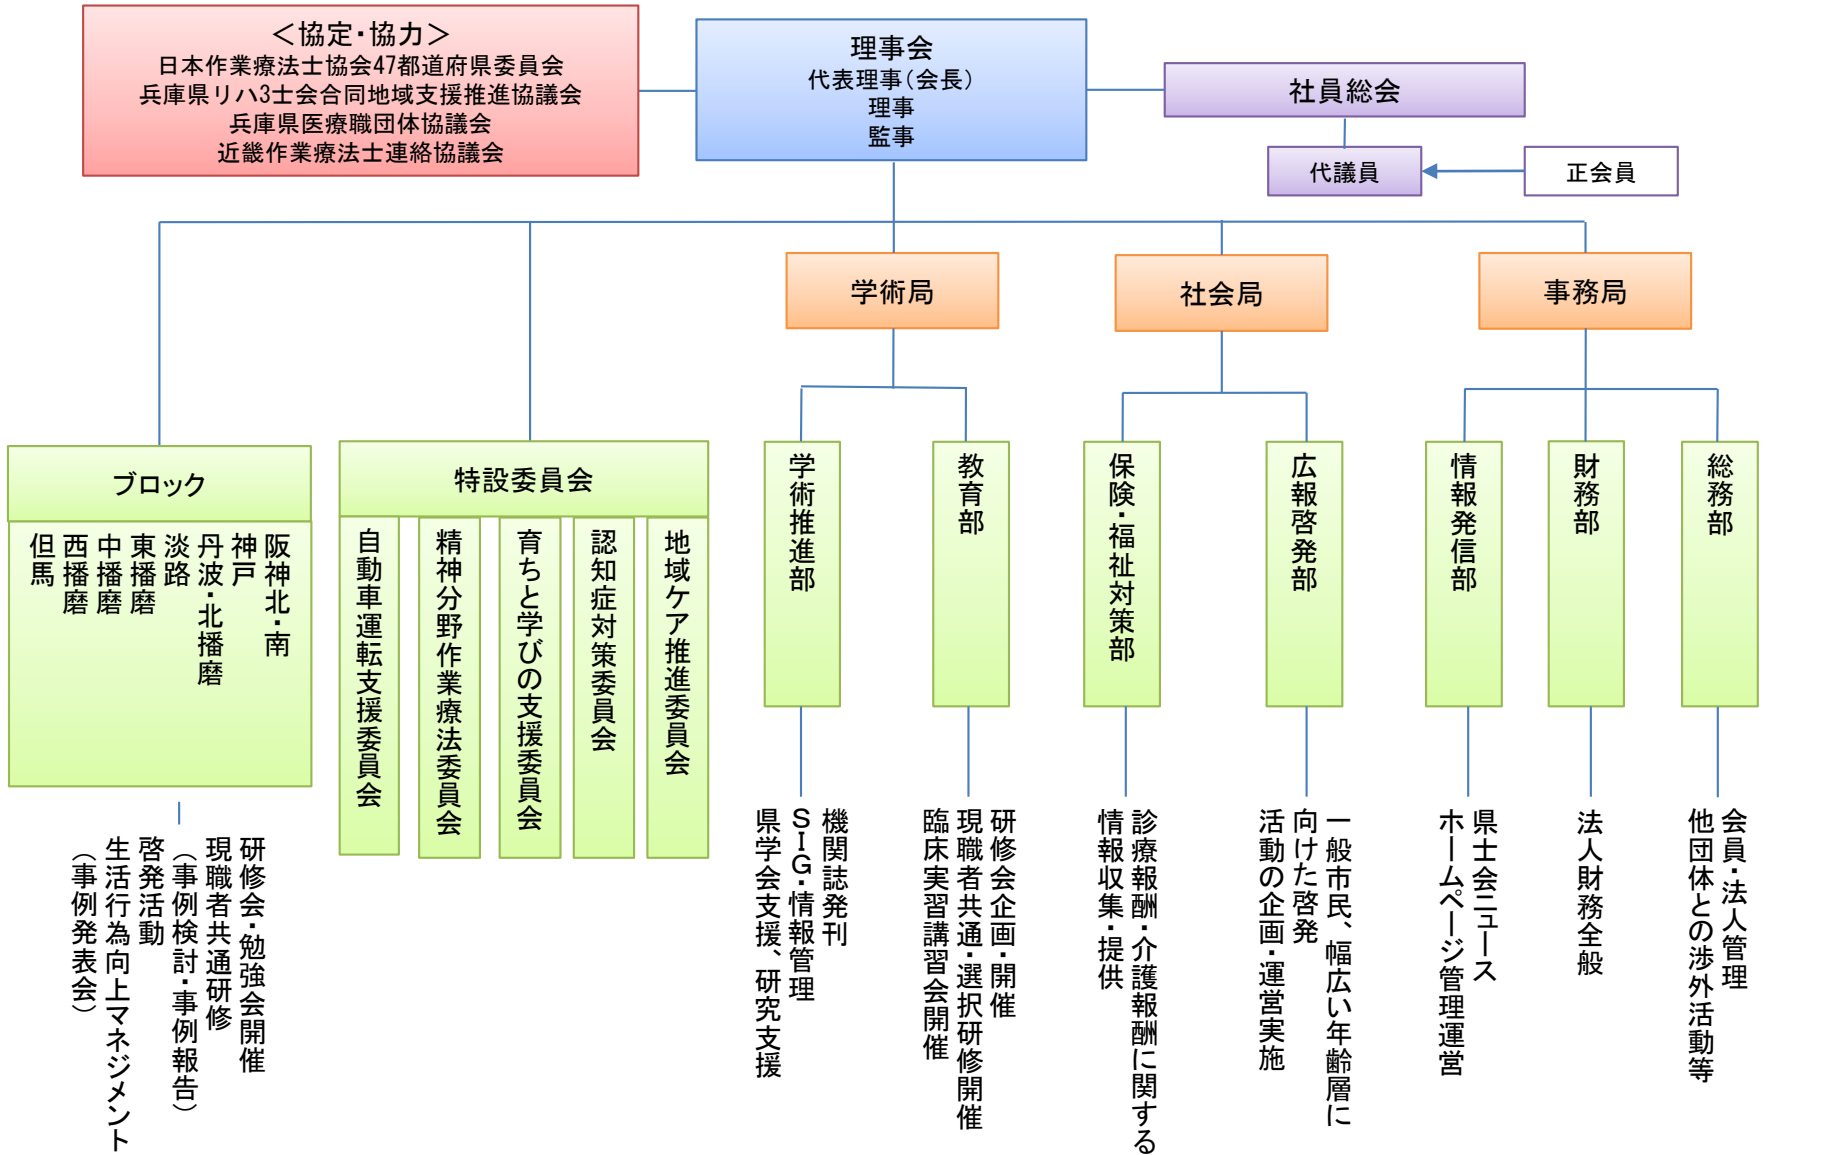 ＜協定・協力＞
日本作業療法士協会47都道府県委員会
兵庫県リハ3士会合同地域支援推進協議会
兵庫県医療職団体協議会
近畿作業療法士連絡協議会
理事会
代表理事（会長）
理事
監事
社員総会
代議員
正会員
学術局
社会局
事務局
ブロック
阪神北・南
神戸
丹波・北播磨
淡路
東播磨
中播磨
西播磨
但馬
特設委員会
自動車運転支援委員会
精神分野作業療法委員会
育ちと学びの支援委員会
認知症対策委員会
地域ケア推進委員会
学術推進部
教育部
保険・福祉対策部
広報啓発部
情報発信部
財務部
総務部
研修会・勉強会開催
現職者共通研修
（事例検討・事例報告）
啓発活動
生活行為向上マネジメント
（事例発表会）
機関誌発刊
ＳＩＧ・情報管理
県学会支援、研究支援
研修会企画・開催
現職者共通・選択研修開催
臨床実習講習会開催
診療報酬・介護報酬に関する
情報収集・提供
一般市民、幅広い年齢層に
向けた啓発
活動の企画・運営実施
県士会ニュース
ホームページ管理運営
法人財務全般
会員・法人管理
他団体との渉外活動等